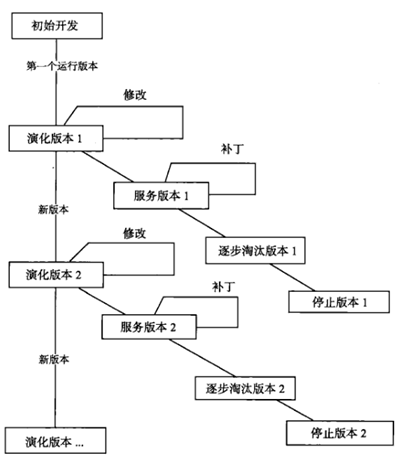 初始开发
第一个运行版本
修改
演化版本 1
补丁
服务版本 1
新版本
修改
逐步淘汰版本 1
演化版本 2
补丁
停止版本 1
服务版本 2
新版本
逐步淘汰版本 2
演化版本 ...
停止版本 2